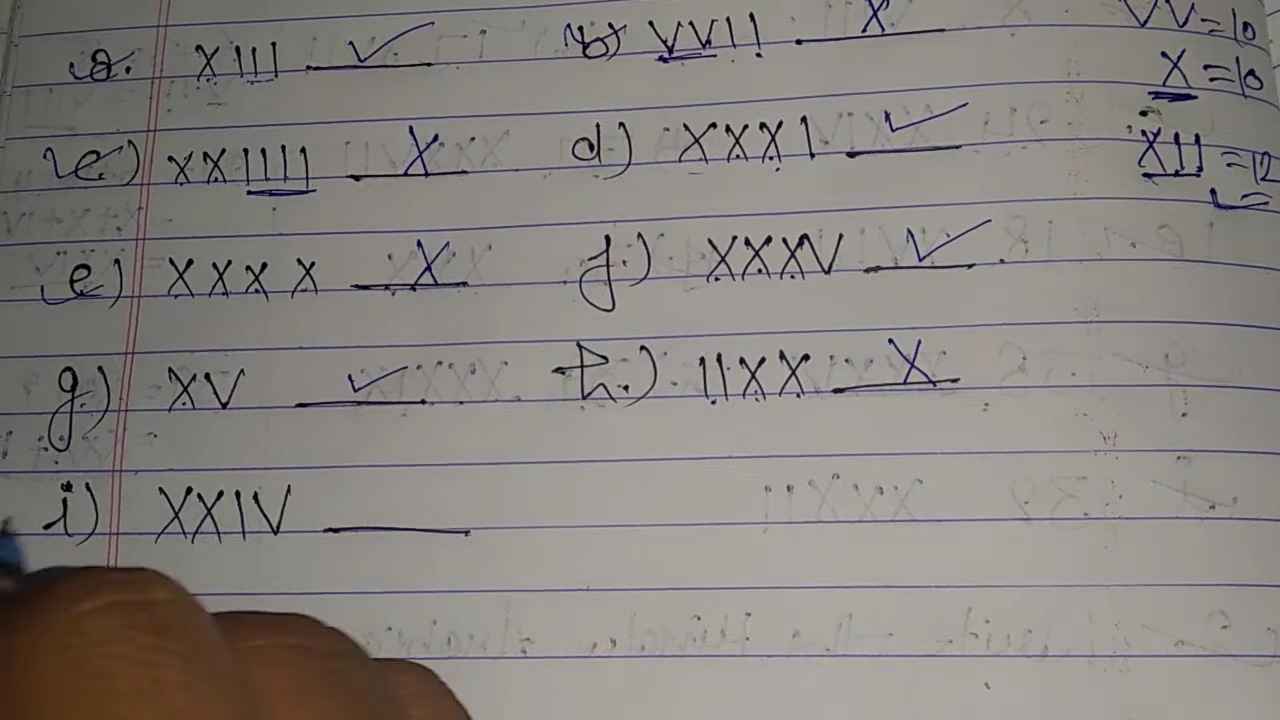 a. XIII ✓ b) VVII X VV=10
X=10
c) XXIIII X d) XXXI ✓ XII=12
e) XXXX X f.) XXXV ✓
g.) XV ✓ h.) IIXX X
i) XXIV